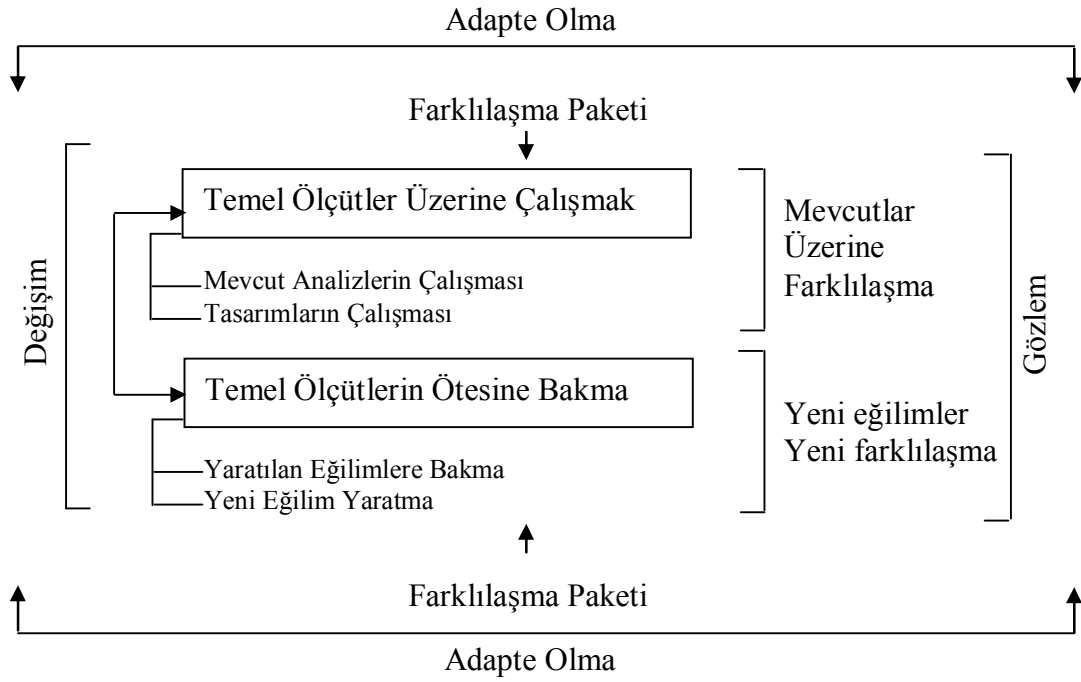 Adapte Olma
Farklılaşma Paketi
Değişim
Temel Ölçütler Üzerine Çalışmak
Mevcut Analizlerin Çalışması
Tasarımların Çalışması
Mevcutlar
Üzerine
Farklılaşma
Temel Ölçütlerin Ötesine Bakma
Yaratılan Eğilimlere Bakma
Yeni Eğilim Yaratma
Yeni eğilimler
Yeni farklılaşma
Gözlem
Farklılaşma Paketi
Adapte Olma